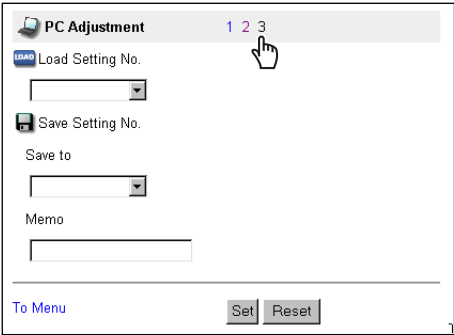 PC Adjustment 1 2 3
LOAD Load Setting No.
Save Setting No.
Save to
Memo
To Menu Set Reset